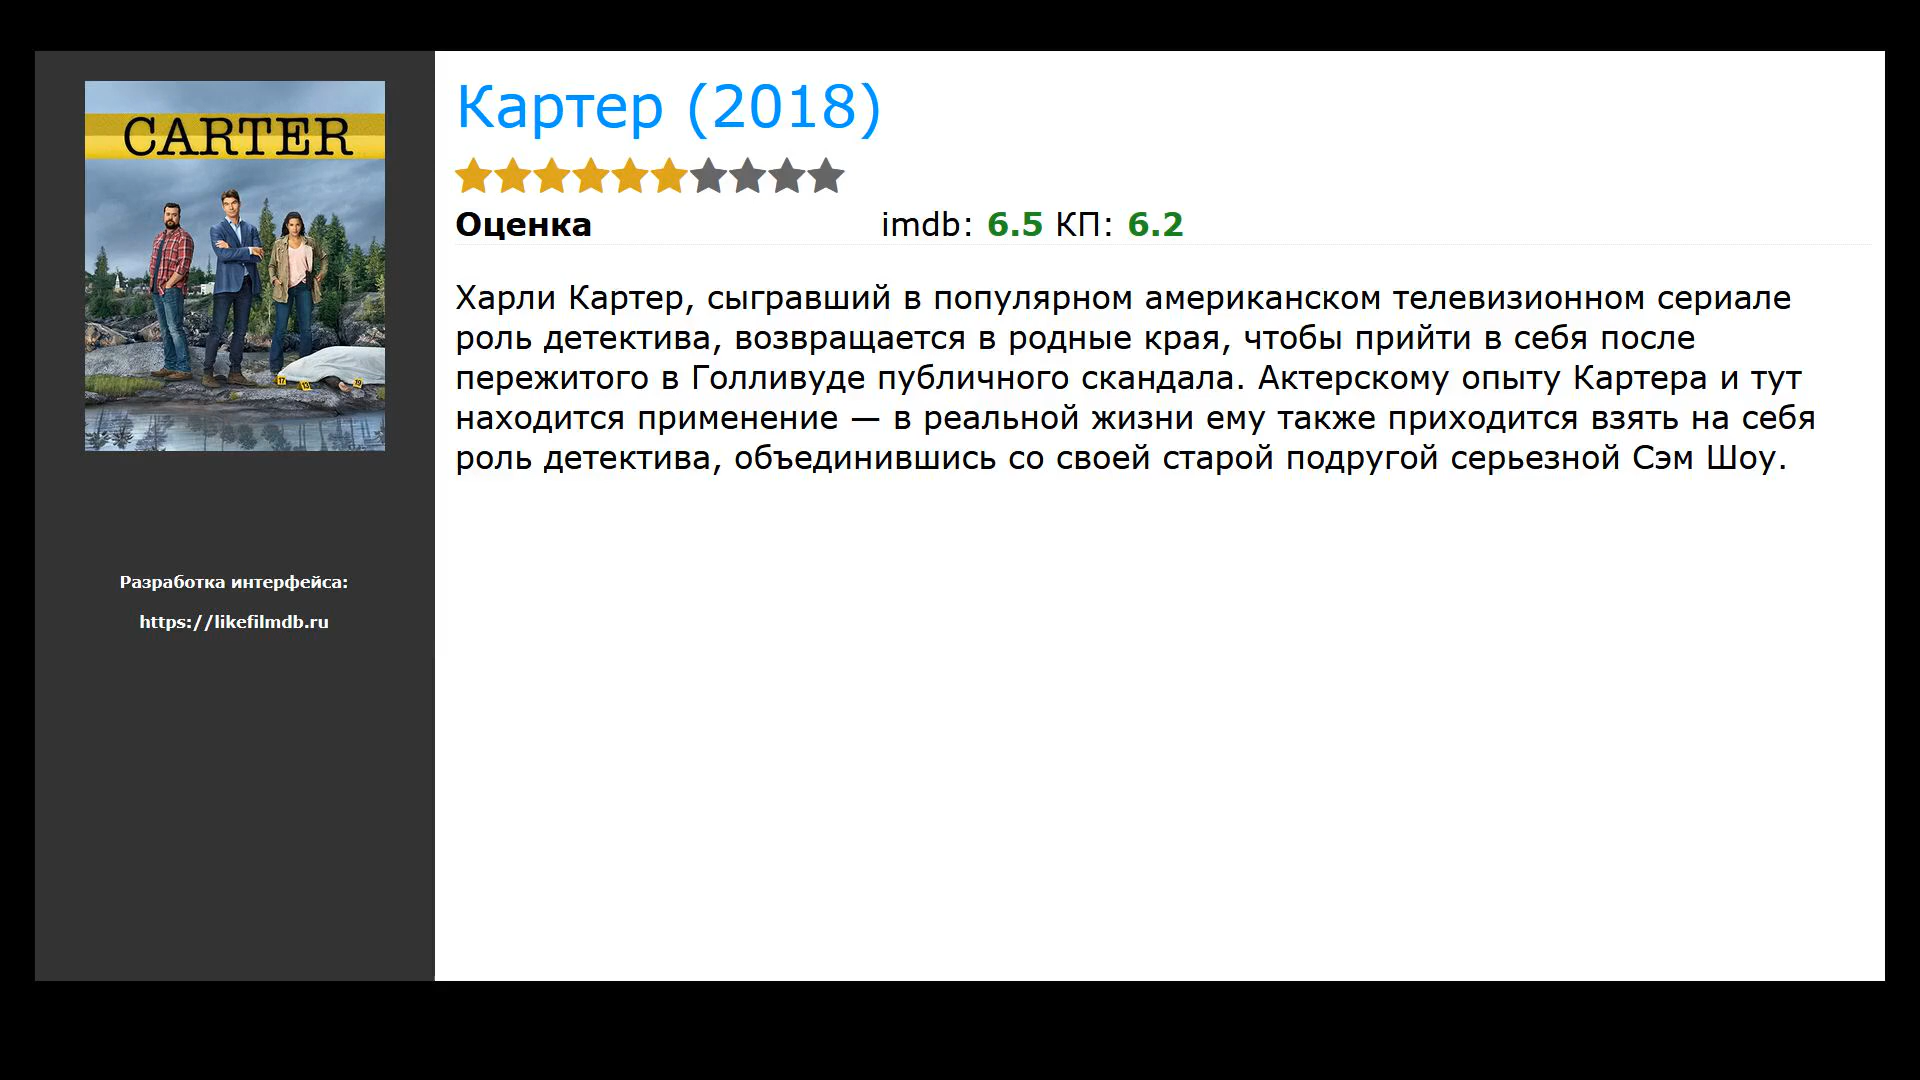 CARTER
17
19
Разработка интерфейса:
https://likefilmdb.ru
Картер (2018)
Оценка imdb: 6.5 КП: 6.2
Харли Картер, сыгравший в популярном американском телевизионном сериале
роль детектива, возвращается в родные края, чтобы прийти в себя после
пережитого в Голливуде публичного скандала. Актерскому опыту Картера и тут
находится применение — в реальной жизни ему также приходится взять на себя
роль детектива, объединившись со своей старой подругой серьезной Сэм Шоу.